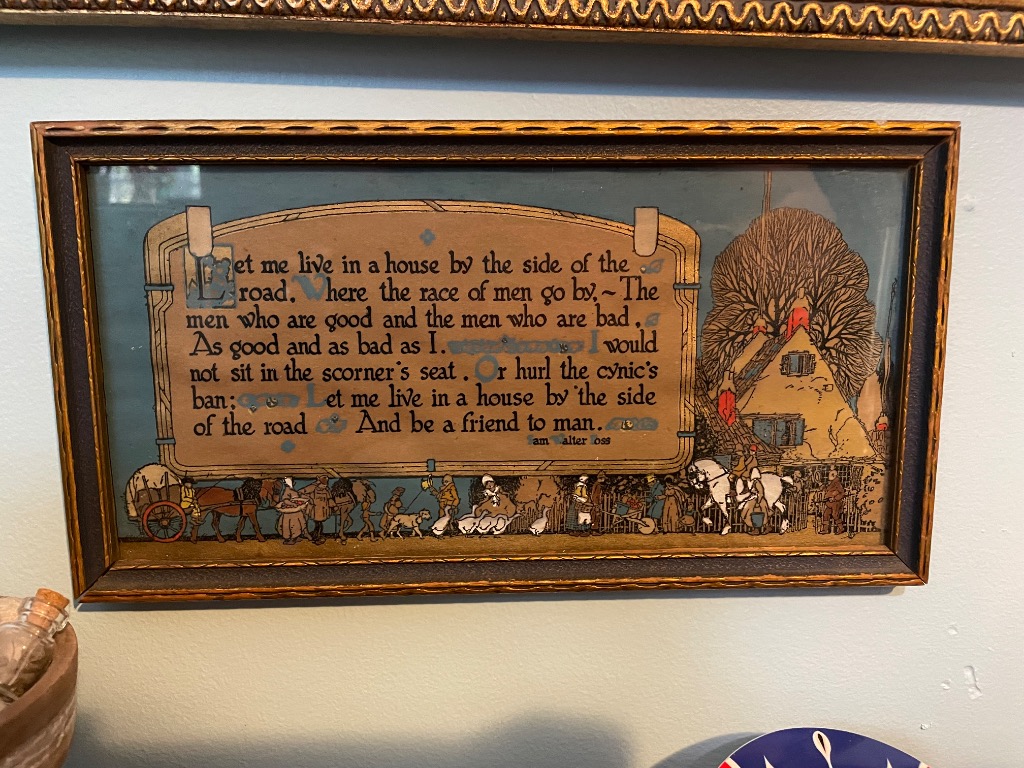 Let me live in a house by the side of the
road, Where the race of men go by, ~ The
men who are good and the men who are bad,
As good and as bad as I. I would
not sit in the scorner's seat. Or hurl the cynic's
ban; Let me live in a house by the side
of the road And be a friend to man.
Sam Walter Foss